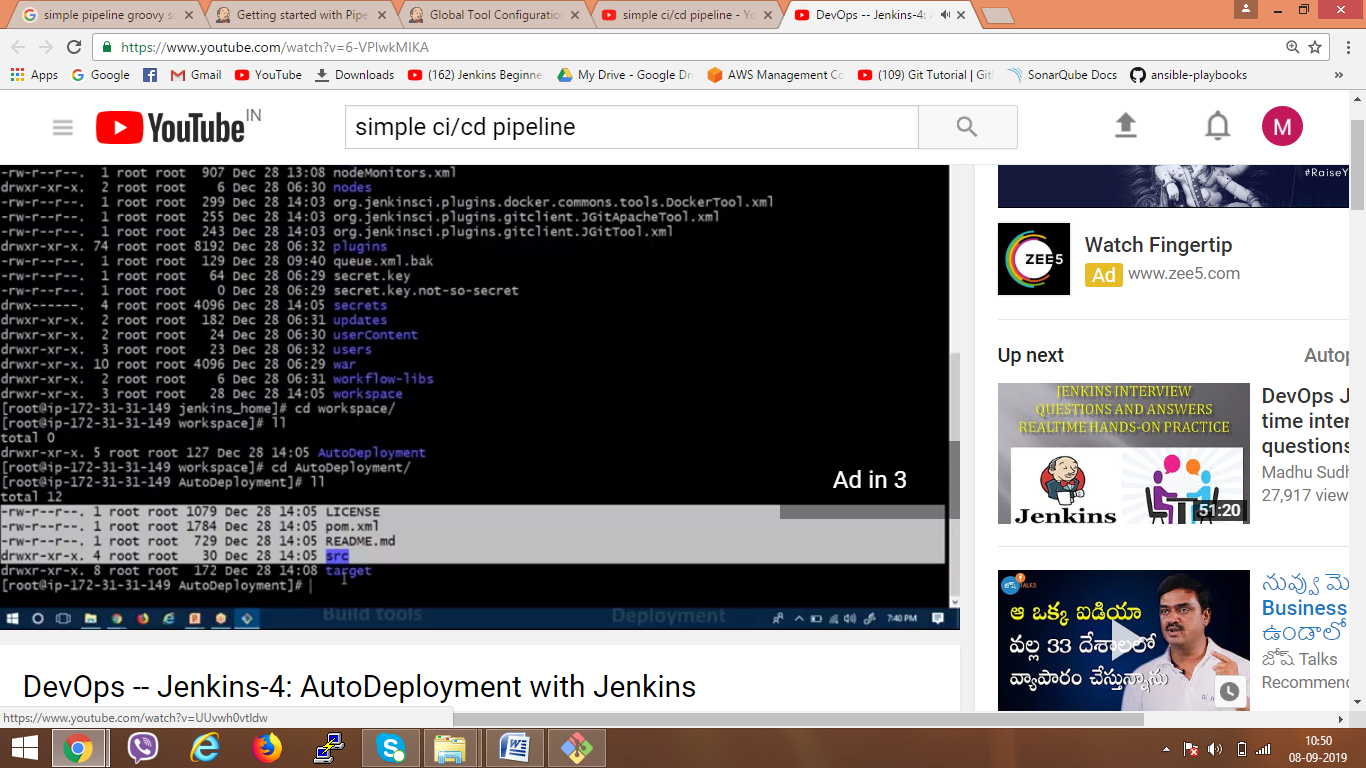 simple pipeline groovy s
Getting started with Pipe
Global Tool Configuratio
simple ci/cd pipeline - Yo
DevOps -- Jenkins-4: A
https://www.youtube.com/watch?v=6-VPIwkMIKA
Apps
Google
Gmail
YouTube
Downloads
(162) Jenkins Beginne
My Drive - Google Dri
AWS Management Co
(109) Git Tutorial | Git
SonarQube Docs
ansible-playbooks
»
YouTube IN
simple ci/cd pipeline
M
-rw-r--r--. 1 root root 907 Dec 28 13:08 nodeMonitors.xml
drwxr-xr-x. 2 root root 6 Dec 28 06:30 nodes
-rw-r--r--. 1 root root 299 Dec 28 14:03 org.jenkinsci.plugins.docker.commons.tools.DockerTool.xml
-rw-r--r--. 1 root root 255 Dec 28 14:03 org.jenkinsci.plugins.gitclient.JGitApacheTool.xml
-rw-r--r--. 1 root root 243 Dec 28 14:03 org.jenkinsci.plugins.gitclient.JGitTool.xml
drwxr-xr-x. 74 root root 8192 Dec 28 06:32 plugins
-rw-r--r--. 1 root root 129 Dec 28 09:40 queue.xml.bak
-rw-r--r--. 1 root root 64 Dec 28 06:29 secret.key
-rw-r--r--. 1 root root 0 Dec 28 06:29 secret.key.not-so-secret
drwx------. 4 root root 4096 Dec 28 14:05 secrets
drwxr-xr-x. 2 root root 182 Dec 28 06:31 updates
drwxr-xr-x. 2 root root 24 Dec 28 06:30 userContent
drwxr-xr-x. 3 root root 23 Dec 28 06:32 users
drwxr-xr-x. 10 root root 4096 Dec 28 06:29 war
drwxr-xr-x. 2 root root 6 Dec 28 06:31 workflow-libs
drwxr-xr-x. 3 root root 28 Dec 28 14:05 workspace
[root@ip-172-31-31-149 jenkins_home]# cd workspace/
[root@ip-172-31-31-149 workspace]# ll
total 0
drwxr-xr-x. 5 root root 127 Dec 28 14:05 AutoDeployment
[root@ip-172-31-31-149 workspace]# cd AutoDeployment/
[root@ip-172-31-31-149 AutoDeployment]# ll
total 12
-rw-r--r--. 1 root root 1079 Dec 28 14:05 LICENSE
-rw-r--r--. 1 root root 1784 Dec 28 14:05 pom.xml
-rw-r--r--. 1 root root 729 Dec 28 14:05 README.md
drwxr-xr-x. 4 root root 30 Dec 28 14:05 src
drwxr-xr-x. 8 root root 172 Dec 28 14:08 target
[root@ip-172-31-31-149 AutoDeployment]#
Ad in 3
Build tools
Deployment
7:40 PM
DevOps -- Jenkins-4: AutoDeployment with Jenkins
https://www.youtube.com/watch?v=UUvwh0vtldw
#RaiseY
ZEE5
Watch Fingertip
Ad www.zee5.com
Up next
Autop
JENKINS INTERVIEW
QUESTIONS AND ANSWERS
REALTIME HANDS-ON PRACTICE
Jenkins
51:20
DevOps J
time inter
questions
Madhu Sudh
27,917 view
జోష్ TALKS
ఆ ఒక్క ఐడియా
వల్ల 33 దేశాలలో
వ్యాపారం చేస్తున్నాను
నువ్వు మొ
Business
ఉండాలో
జోష్ Talks
Recommend
10:50
08-09-2019